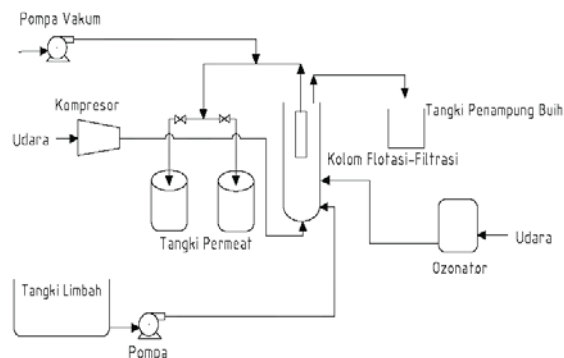 Pompa Vakum
Kompresor
Udara
Tangki Penampung Buih
Kolom Flotasi-Filtrasi
Tangki Permeat
Udara
Ozonator
Tangki Limbah
Pompa